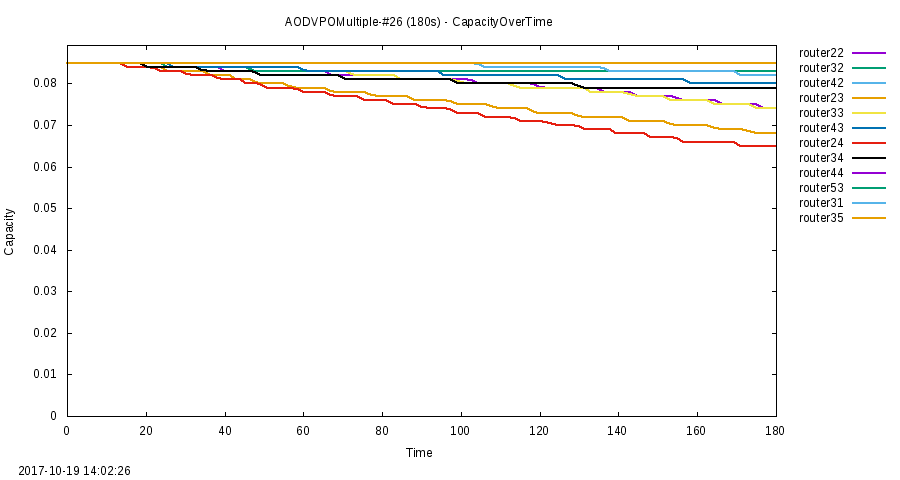 AODVPOMultiple-#26 (180s) - CapacityOverTime
router22
router32
router42
router23
router33
router43
router24
router34
router44
router53
router31
router35
Capacity
0.08
0.07
0.06
0.05
0.04
0.03
0.02
0.01
0
0 20 40 60 80 100 120 140 160 180
Time
2017-10-19 14:02:26